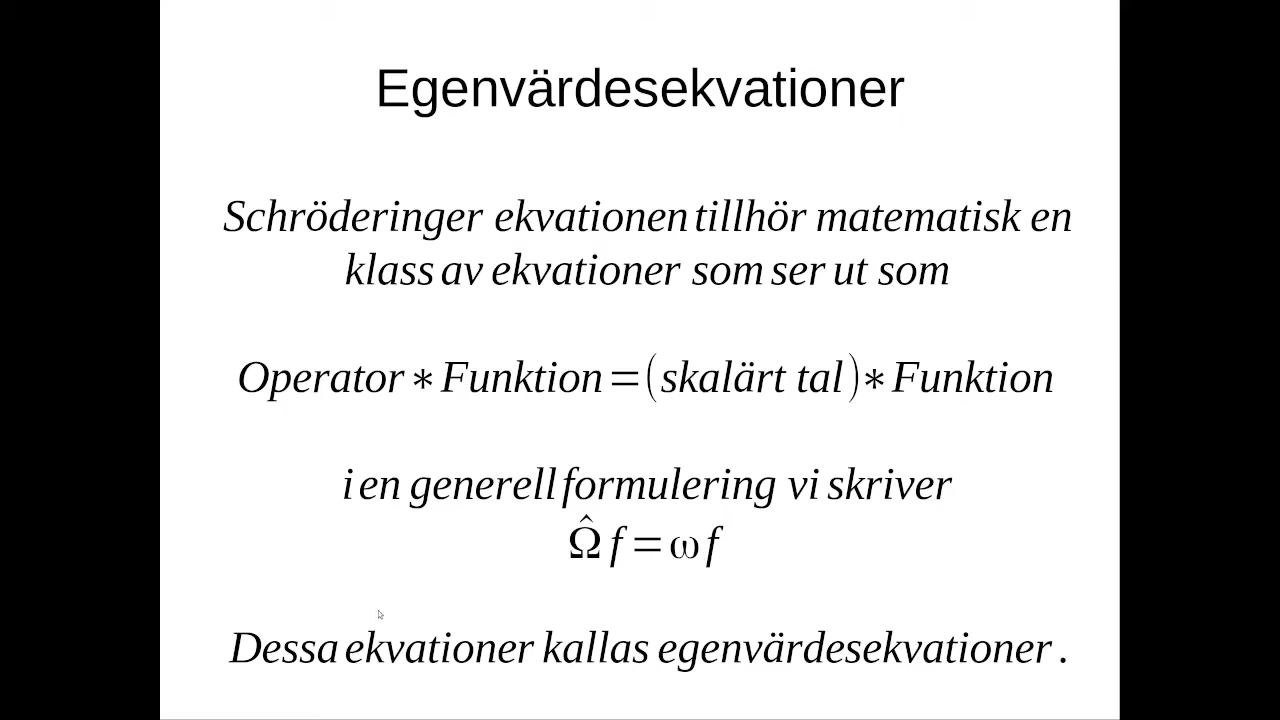 Egenvärdesekvationer
Schröderinger ekvationen tillhör matematisk en
klass av ekvationer som ser ut som
Operator∗Funktion=(skalärt tal)∗Funktion
i en generell formulering vi skriver
Ω̂ f=ω f
Dessa ekvationer kallas egenvärdesekvationer.